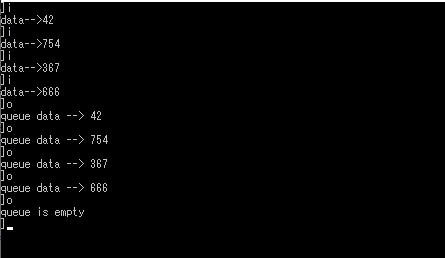 ]i
data-->42
]i
data-->754
]i
data-->367
]i
data-->666
]o
queue data --> 42
]o
queue data --> 754
]o
queue data --> 367
]o
queue data --> 666
]o
queue is empty
]